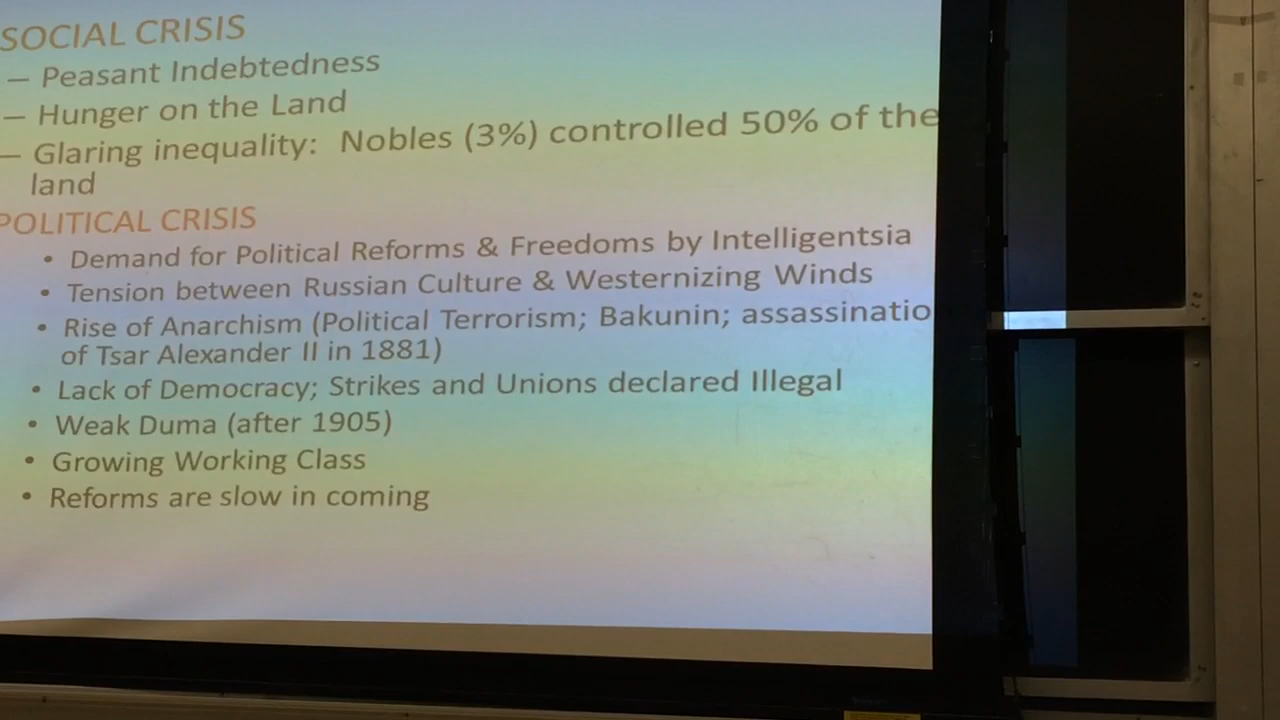 SOCIAL CRISIS
– Peasant Indebtedness
– Hunger on the Land
– Glaring inequality: Nobles (3%) controlled 50% of the
land
POLITICAL CRISIS
• Demand for Political Reforms & Freedoms by Intelligentsia
• Tension between Russian Culture & Westernizing Winds
• Rise of Anarchism (Political Terrorism; Bakunin; assassinatio
of Tsar Alexander II in 1881)
• Lack of Democracy; Strikes and Unions declared Illegal
• Weak Duma (after 1905)
• Growing Working Class
• Reforms are slow in coming